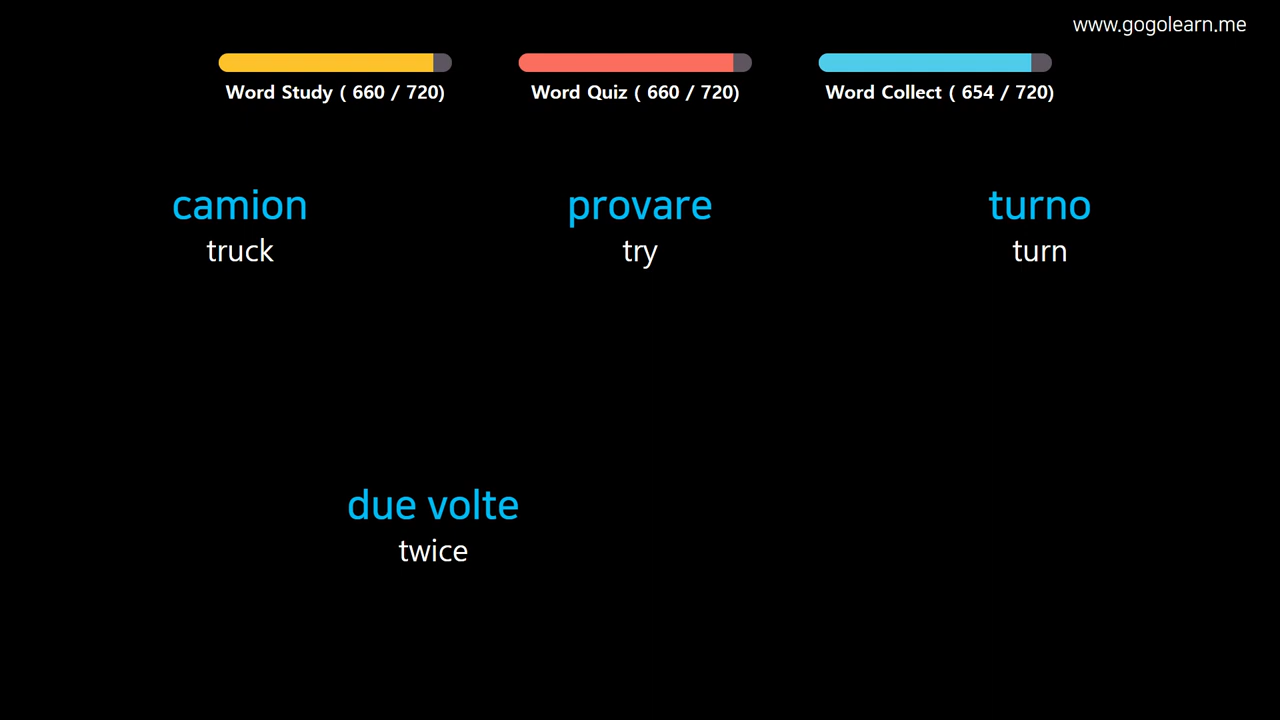 www.gogolearn.me
Word Study ( 660 / 720)
Word Quiz ( 660 / 720)
Word Collect ( 654 / 720)
camion
truck
provare
try
turno
turn
due volte
twice